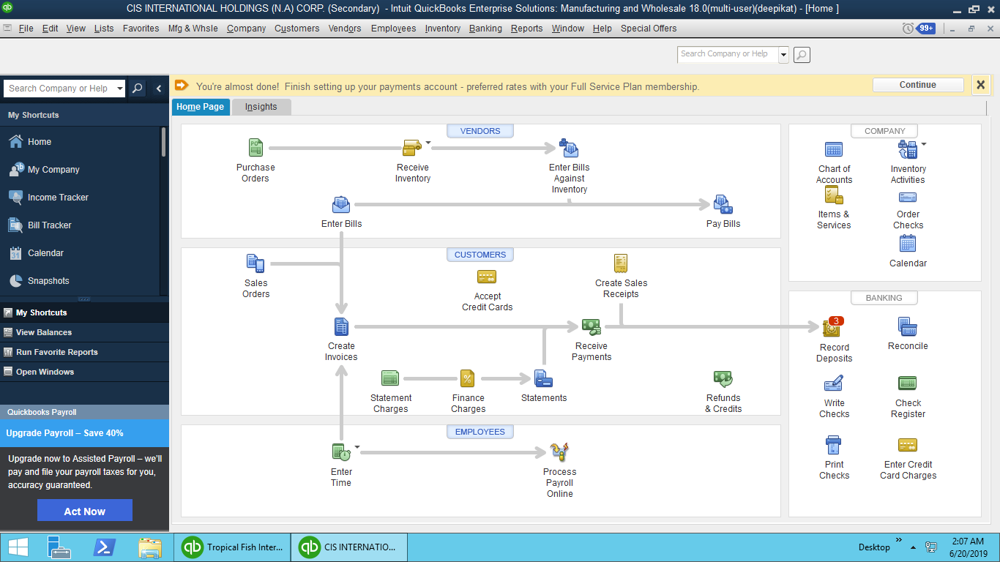 CIS INTERNATIONAL HOLDINGS (N.A) CORP. (Secondary) - Intuit QuickBooks Enterprise Solutions: Manufacturing and Wholesale 18.0(multi-user)(deepikat) - [Home ]
File Edit View Lists Favorites Mfg & Whsle Company Customers Vendors Employees Inventory Banking Reports Window Help Special Offers 99+
Search Company or Help
Search Company or Help
You're almost done! Finish setting up your payments account - preferred rates with your Full Service Plan membership. Continue
Home Page Insights
My Shortcuts
Home
My Company
Income Tracker
Bill Tracker
31 Calendar
Snapshots
My Shortcuts
View Balances
Run Favorite Reports
Open Windows
Quickbooks Payroll
Upgrade Payroll – Save 40%
Upgrade now to Assisted Payroll – we'll
pay and file your payroll taxes for you,
accuracy guaranteed.
Act Now
VENDORS
PO
Purchase
Orders
Receive
Inventory
Enter Bills
Against
Inventory
Enter Bills
Pay Bills
CUSTOMERS
Sales
Orders
Accept
Credit Cards
Create Sales
Receipts
Create
Invoices
Receive
Payments
Statement
Charges
%
Finance
Charges
Statements
Refunds
& Credits
EMPLOYEES
Enter
Time
Process
Payroll
Online
COMPANY
Chart of
Accounts
Inventory
Activities
Items &
Services
Order
Checks
Calendar
BANKING
3
Record
Deposits
Reconcile
Write
Checks
Check
Register
Print
Checks
Enter Credit
Card Charges
qb Tropical Fish Inter...
qb CIS INTERNATIO...
Desktop
2:07 AM
6/20/2019